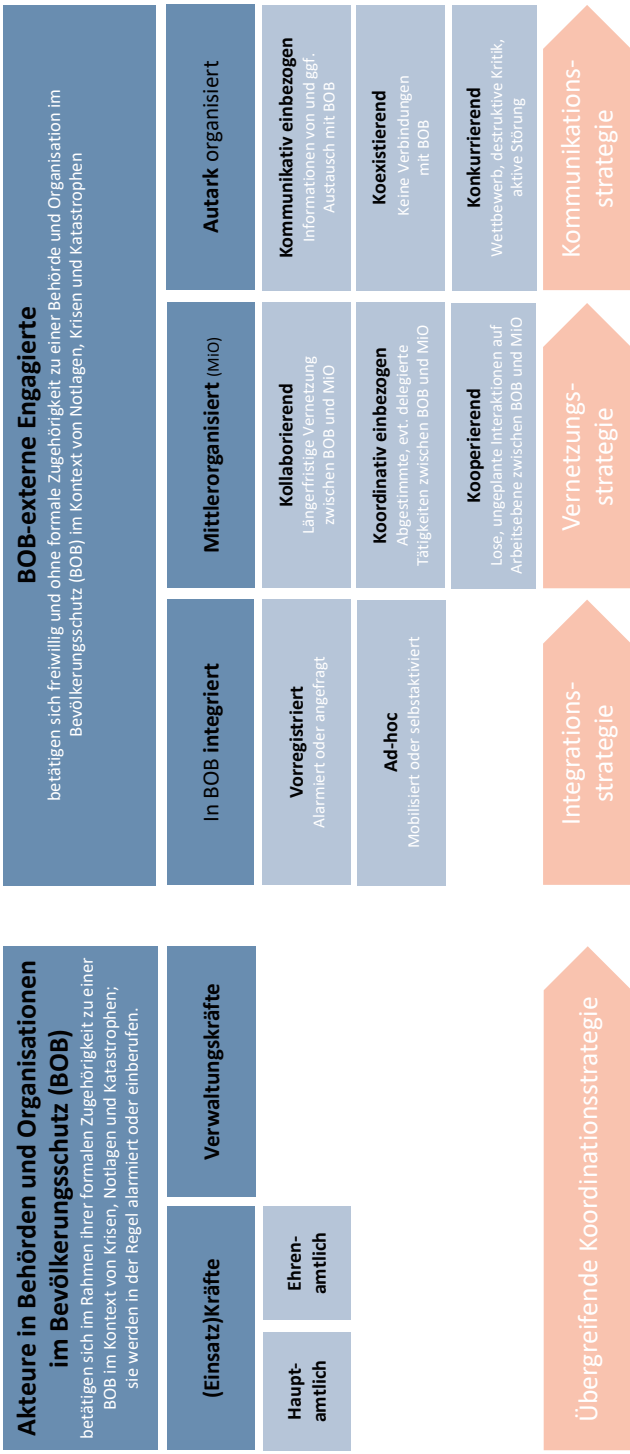 Akteure in Behörden und Organisationen
im Bevölkerungsschutz (BOB)
betätigen sich im Rahmen ihrer formalen Zugehörigkeit zu einer
BOB im Kontext von Krisen, Notlagen und Katastrophen;
sie werden in der Regel alarmiert oder einberufen.
(Einsatz)Kräfte
Verwaltungskräfte
Haupt-
amtlich
Ehren-
amtlich
Übergreifende Koordinationsstrategie
BOB-externe Engagierte
betätigen sich freiwillig und ohne formale Zugehörigkeit zu einer Behörde und Organisation im
Bevölkerungsschutz (BOB) im Kontext von Notlagen, Krisen und Katastrophen
In BOB integriert
Vorregistriert
Alarmiert oder angefragt
Ad-hoc
Mobilisiert oder selbstaktiviert
Integrations-
strategie
Mittlerorganisiert (MiO)
Kollaborierend
Längerfristige Vernetzung
zwischen BOB und MiO
Koordinativ einbezogen
Abgestimmte, evt. delegierte
Tätigkeiten zwischen BOB und MiO
Kooperierend
Lose, ungeplante Interaktionen auf
Arbeitsebene zwischen BOB und MiO
Vernetzungs-
strategie
Autark organisiert
Kommunikativ einbezogen
Informationen von und ggf.
Austausch mit BOB
Koexistierend
Keine Verbindungen
mit BOB
Konkurrierend
Wettbewerb, destruktive Kritik,
aktive Störung
Kommunikations-
strategie